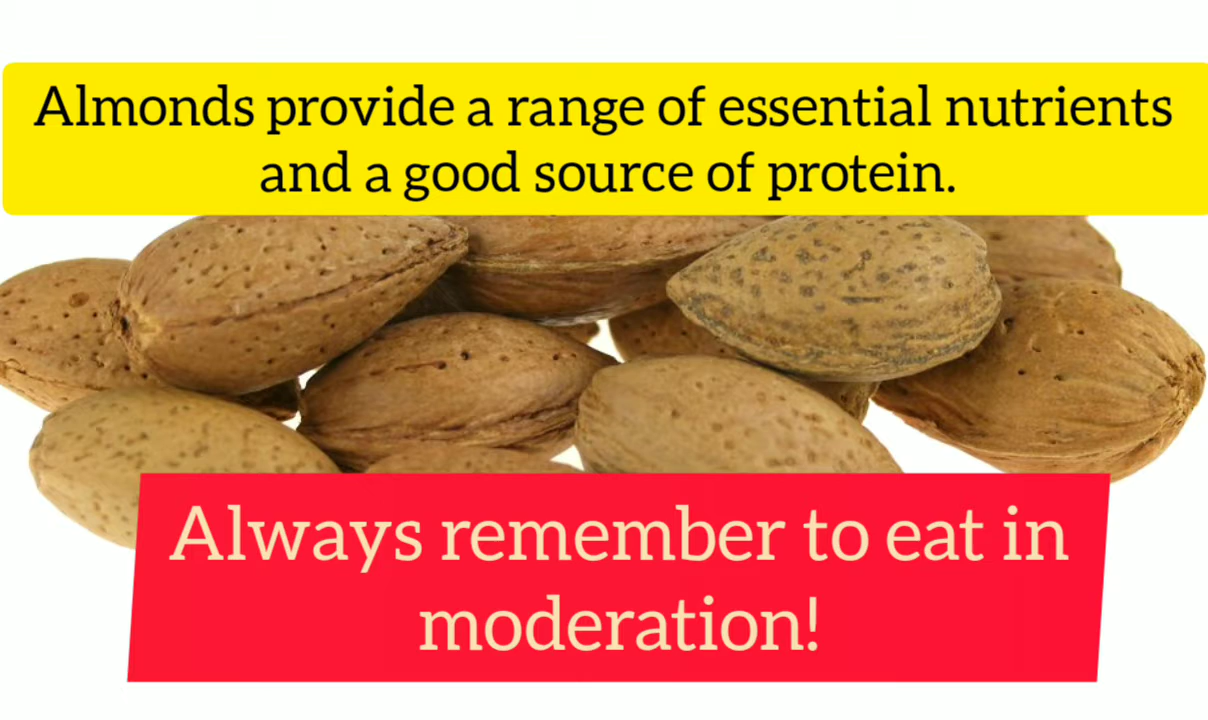 Almonds provide a range of essential nutrients
and a good source of protein.
Always remember to eat in
moderation!